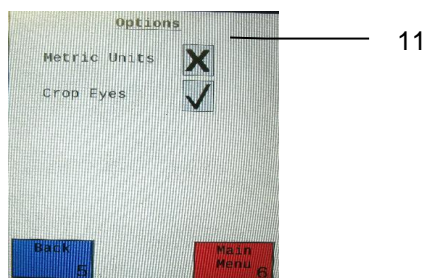 Options
11
Metric Units X
Crop Eyes ✓
Back
5
Main
Menu 6